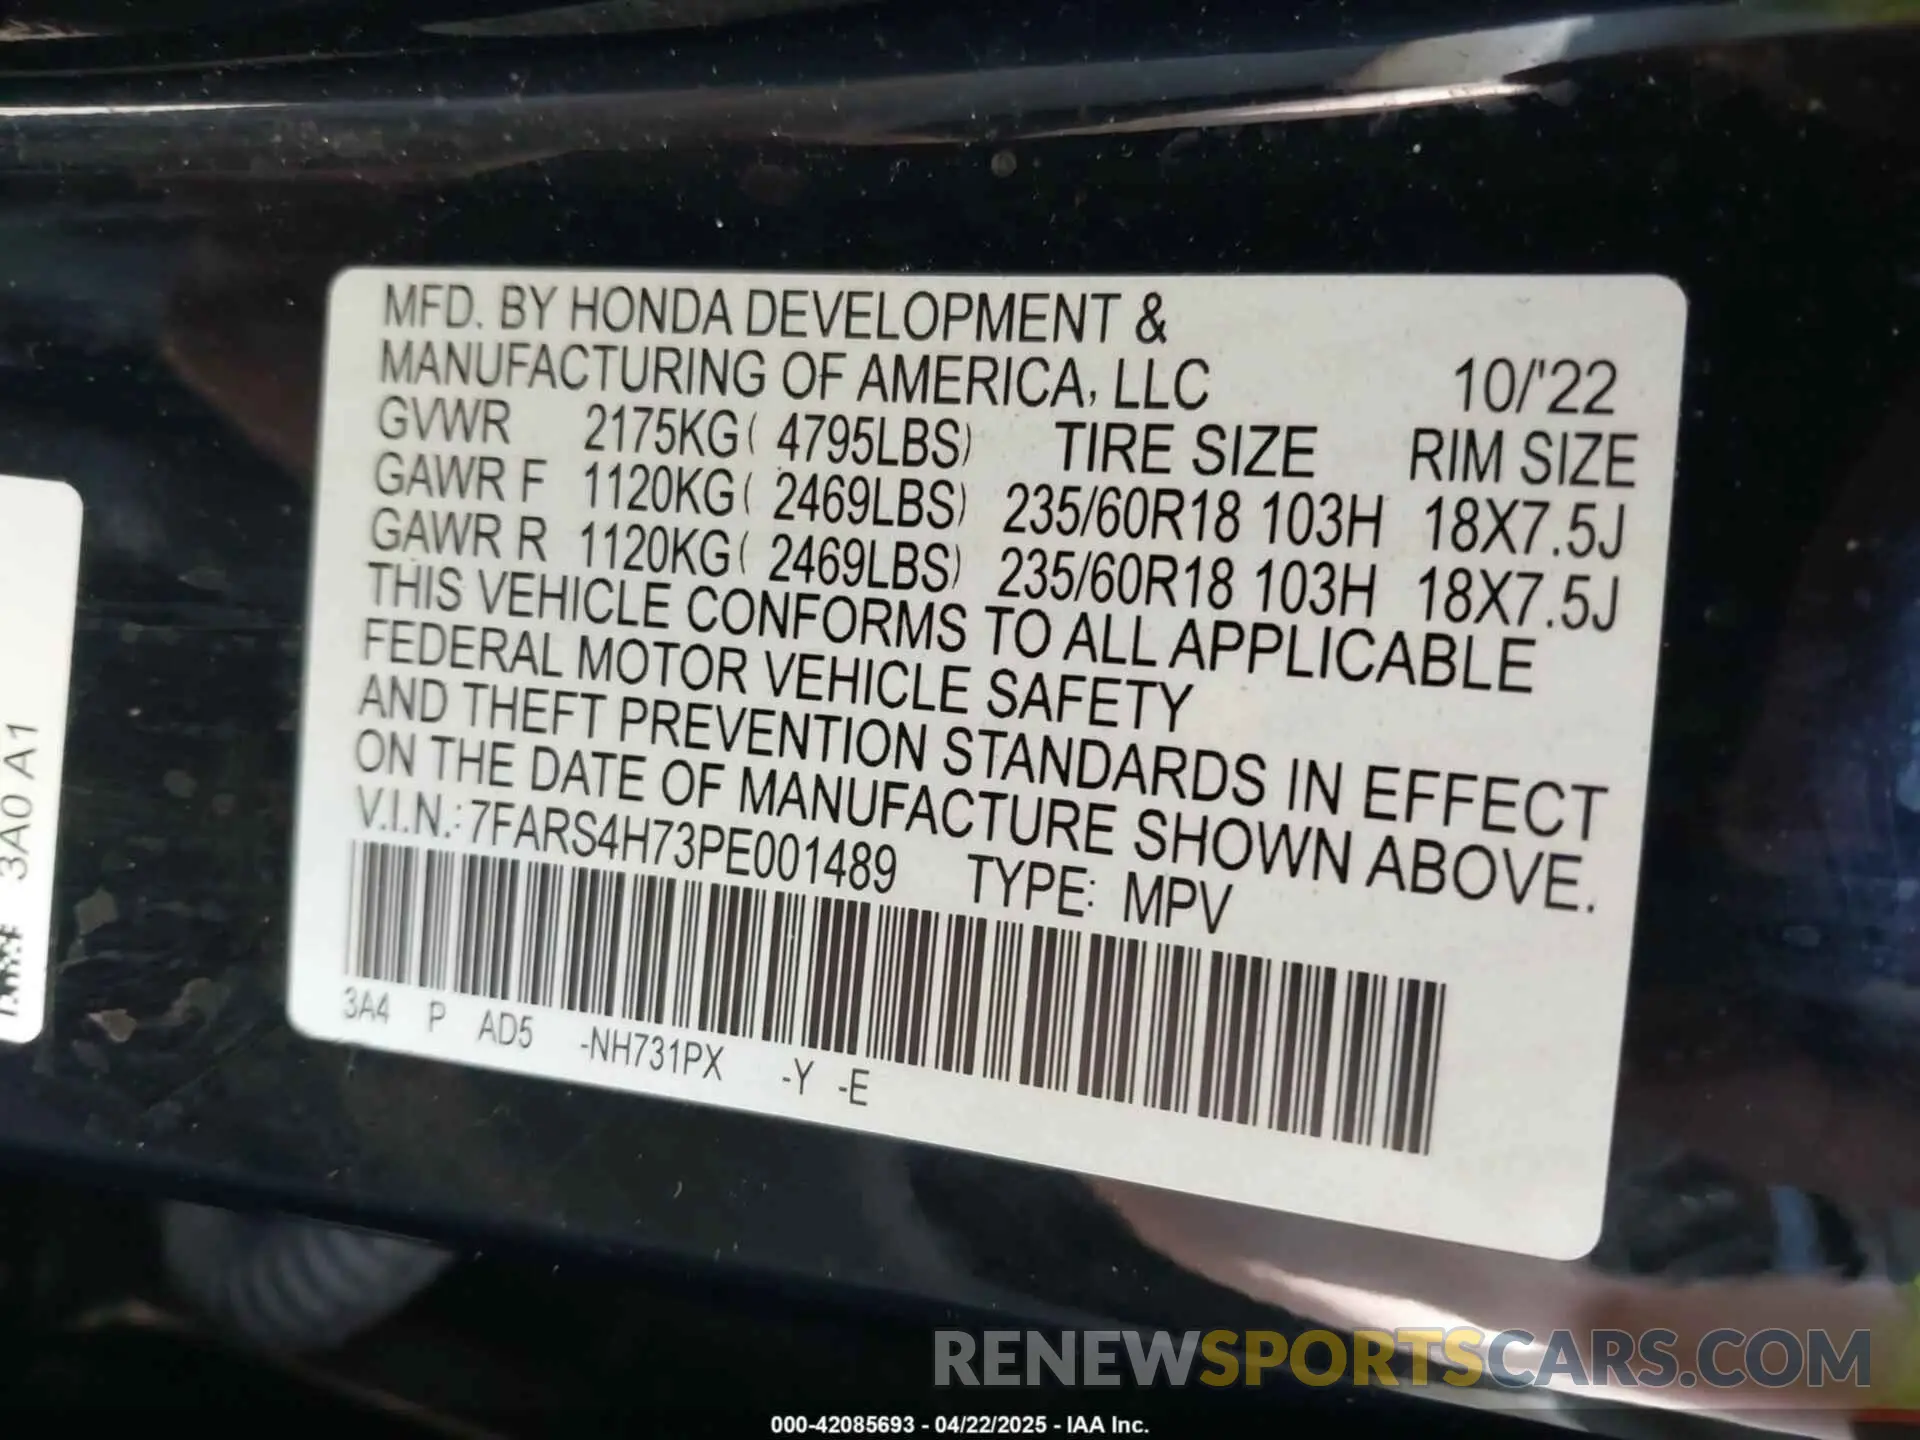 MFD. BY HONDA DEVELOPMENT &
MANUFACTURING OF AMERICA, LLC 10/'22
GVWR 2175KG( 4795LBS) TIRE SIZE RIM SIZE
GAWR F 1120KG( 2469LBS) 235/60R18 103H 18X7.5J
GAWR R 1120KG( 2469LBS) 235/60R18 103H 18X7.5J
THIS VEHICLE CONFORMS TO ALL APPLICABLE
FEDERAL MOTOR VEHICLE SAFETY
AND THEFT PREVENTION STANDARDS IN EFFECT
ON THE DATE OF MANUFACTURE SHOWN ABOVE.
V.I.N.: 7FARS4H73PE001489 TYPE: MPV
3A4 P AD5 -NH731PX -Y -E
3A0 A1
RENEWSPORTSCARS.COM
000-42085693 - 04/22/2025 - IAA Inc.